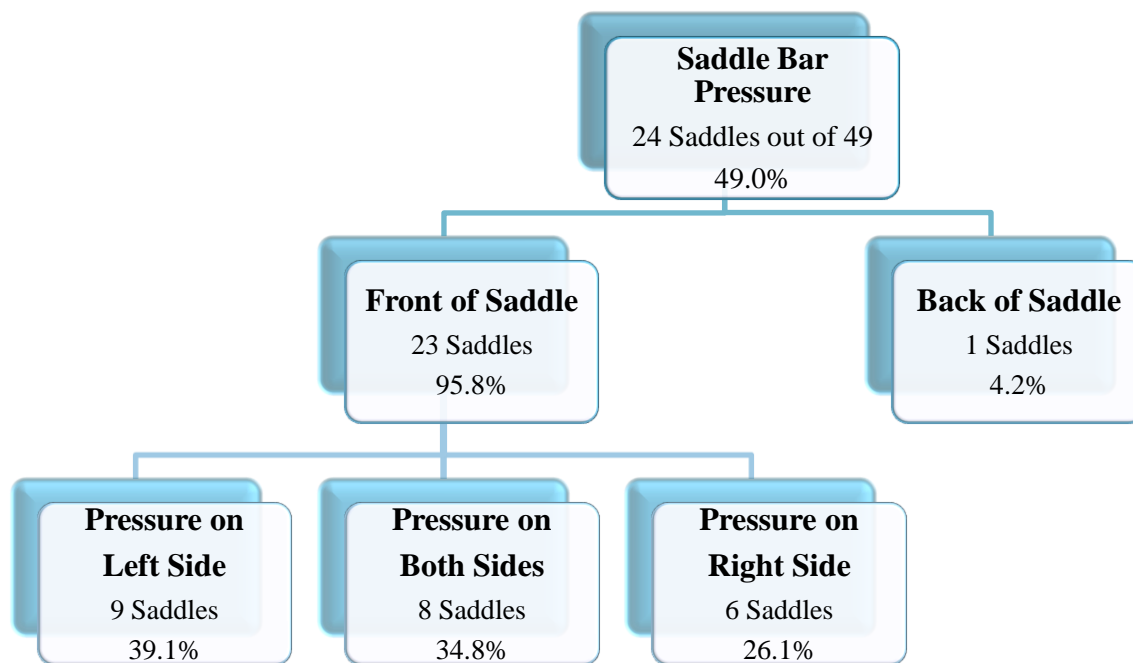 Saddle Bar
Pressure
24 Saddles out of 49
49.0%
Front of Saddle
23 Saddles
95.8%
Back of Saddle
1 Saddles
4.2%
Pressure on
Left Side
9 Saddles
39.1%
Pressure on
Both Sides
8 Saddles
34.8%
Pressure on
Right Side
6 Saddles
26.1%